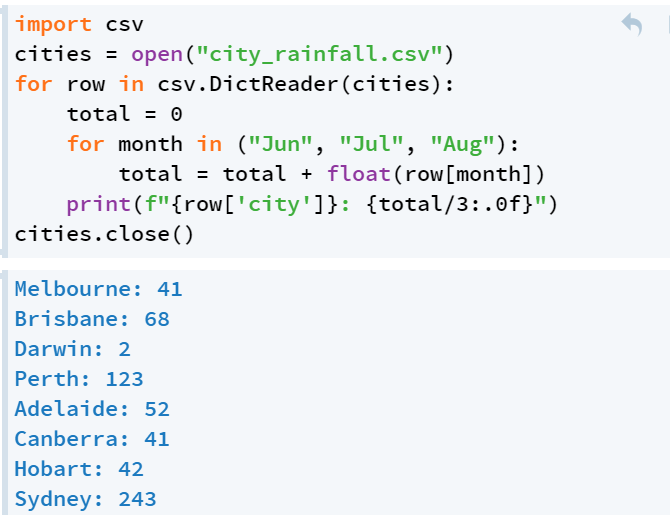 import csv
cities = open("city_rainfall.csv")
for row in csv.DictReader(cities):
    total = 0
    for month in ("Jun", "Jul", "Aug"):
        total = total + float(row[month])
    print(f"{row['city']}: {total/3:.0f}")
cities.close()
Melbourne: 41
Brisbane: 68
Darwin: 2
Perth: 123
Adelaide: 52
Canberra: 41
Hobart: 42
Sydney: 243